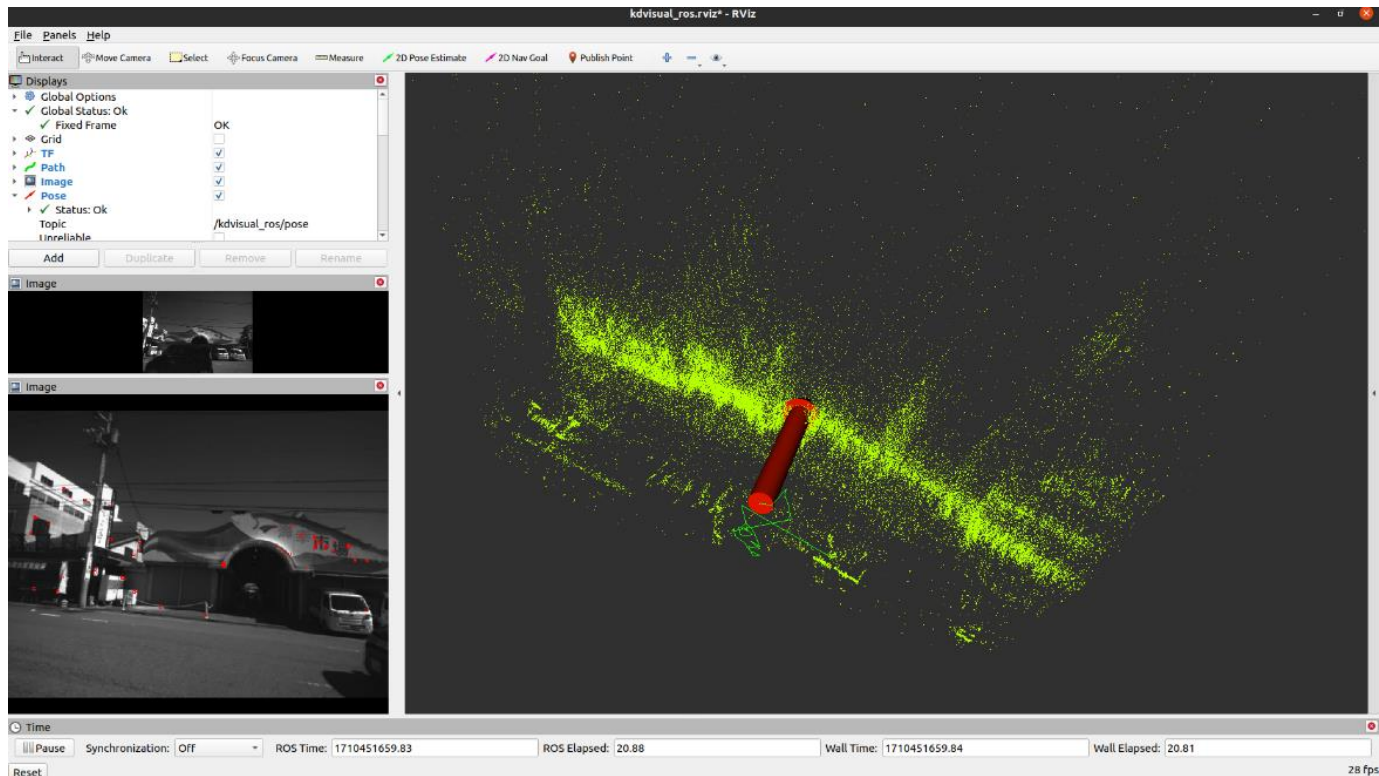 kdvisual_ros.rviz* - RViz
File Panels Help
Interact Move Camera Select Focus Camera Measure 2D Pose Estimate 2D Nav Goal Publish Point
Displays
Global Options
Global Status: Ok
Fixed Frame OK
Grid
TF
Path
Image
Pose
Status: Ok
Topic /kdvisual_ros/pose
Unreliable
Add Duplicate Remove Rename
Image
Image
Time
Pause Synchronization: Off ROS Time: 1710451659.83 ROS Elapsed: 20.88 Wall Time: 1710451659.84 Wall Elapsed: 20.81
Reset 28 fps